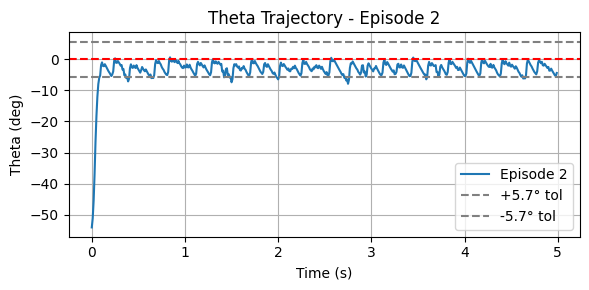 Theta Trajectory - Episode 2
Theta (deg)
0
−10
−20
−30
−40
−50
0
1
2
3
4
5
Time (s)
Episode 2
+5.7° tol
-5.7° tol